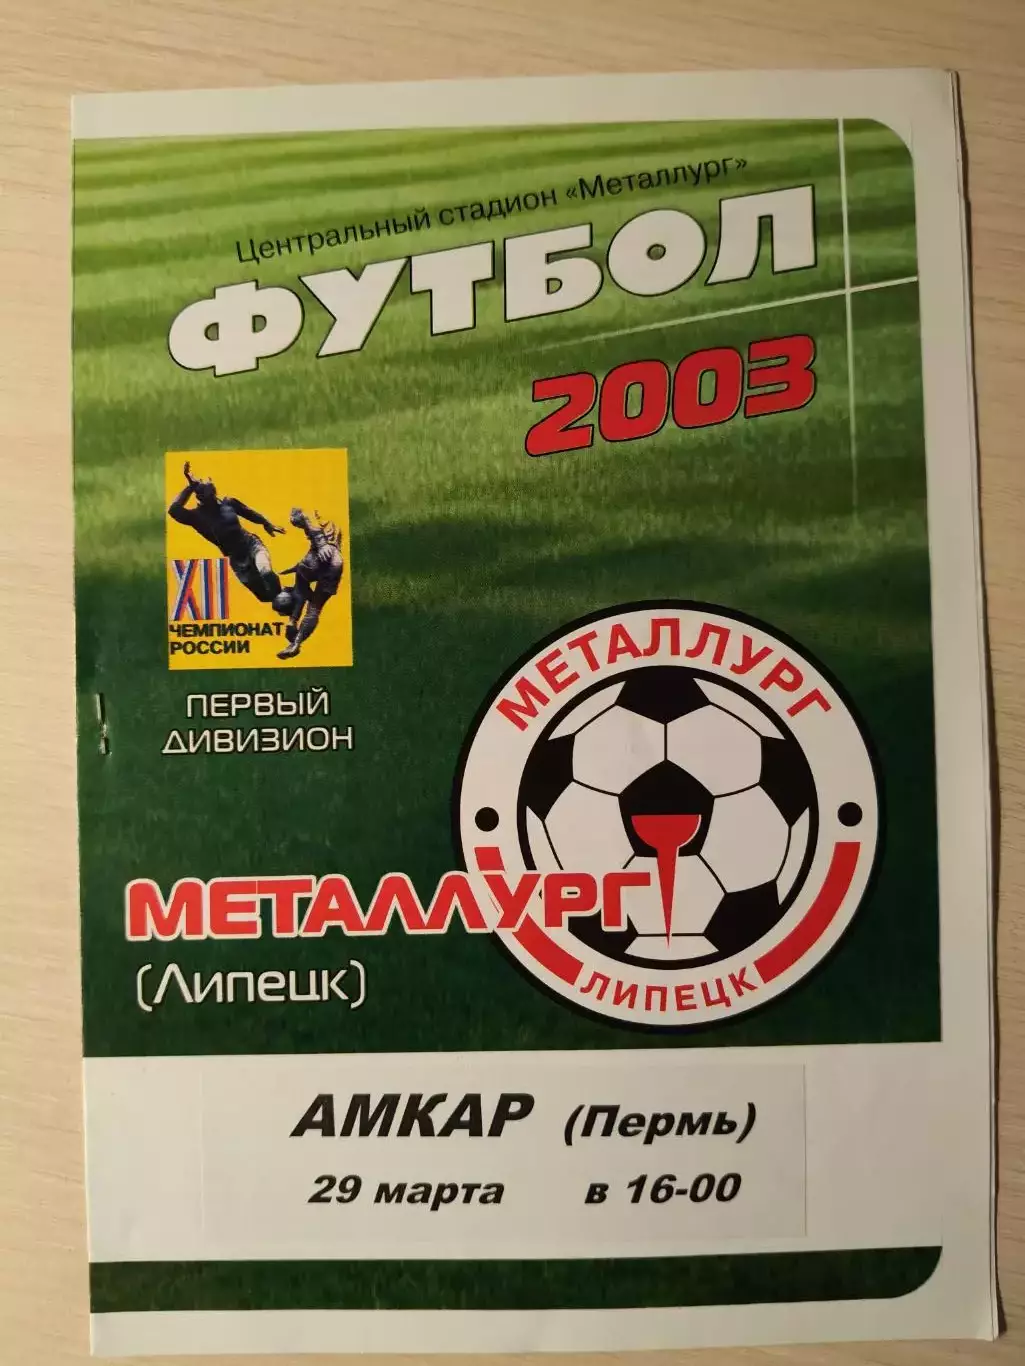 Центральный стадион «Металлург»
ФУТБОЛ
2003
XII
ЧЕМПИОНАТ
РОССИИ
ПЕРВЫЙ
ДИВИЗИОН
МЕТАЛЛУРГ
ЛИПЕЦК
МЕТАЛЛУРГ
(Липецк)
АМКАР (Пермь)
29 марта в 16-00